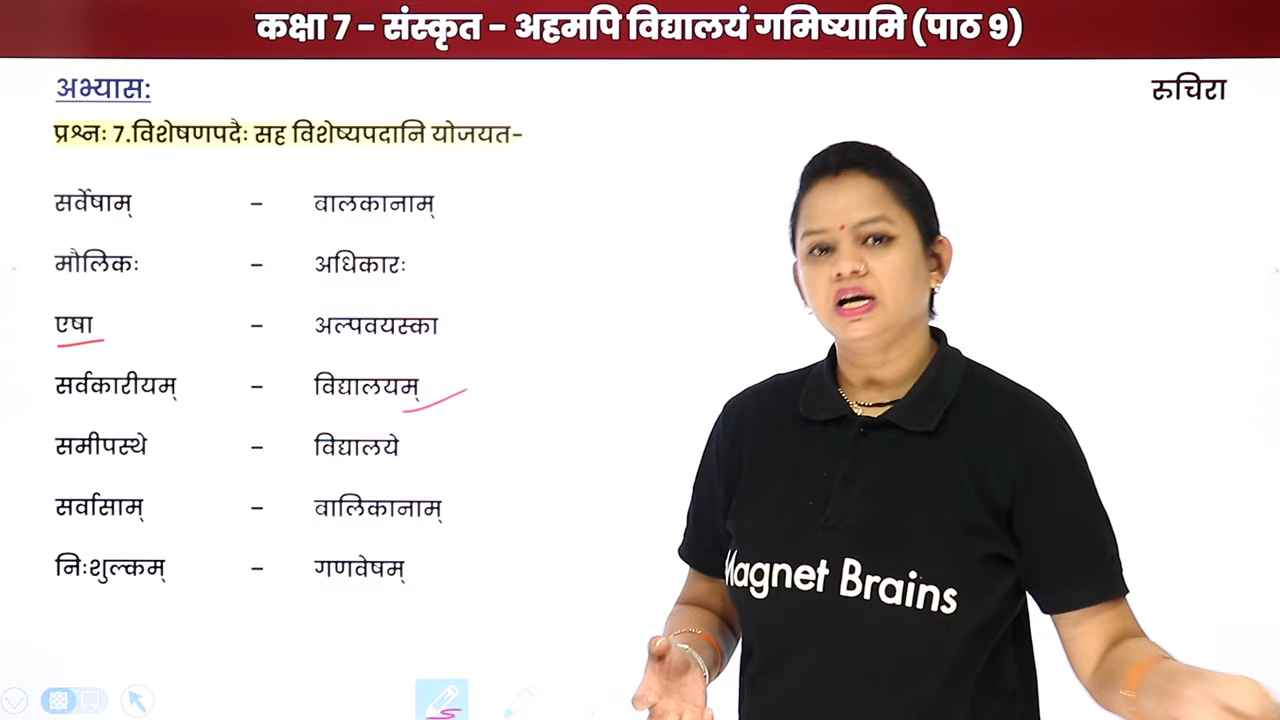 कक्षा 7 - संस्कृत - अहमपि विद्यालयं गमिष्यामि (पाठ 9)
अभ्यासः
रुचिरा
प्रश्नः 7.विशेषणपदैः सह विशेष्यपदानि योजयत-
सर्वेषाम् - बालकानाम्
मौलिकः - अधिकारः
एषा - अल्पवयस्का
सर्वकारीयम् - विद्यालयम्
समीपस्थे - विद्यालये
सर्वासाम् - बालिकानाम्
निःशुल्कम् - गणवेषम्
Magnet Brains